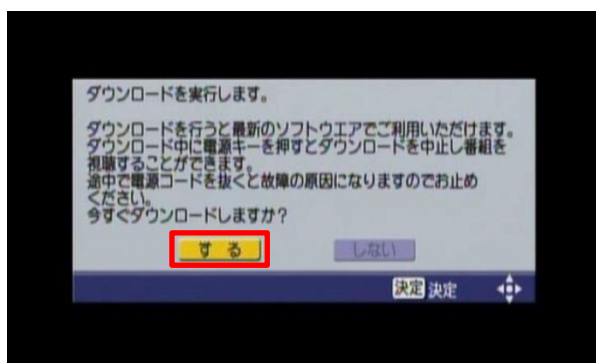 ダウンロードを実行します。
ダウンロードを行うと最新のソフトウエアでご利用いただけます。
ダウンロード中に電源キーを押すとダウンロードを中止し番組を
視聴することができます。
途中で電源コードを抜くと故障の原因になりますのでお止め
ください。
今すぐダウンロードしますか?
する
しない
決定 決定